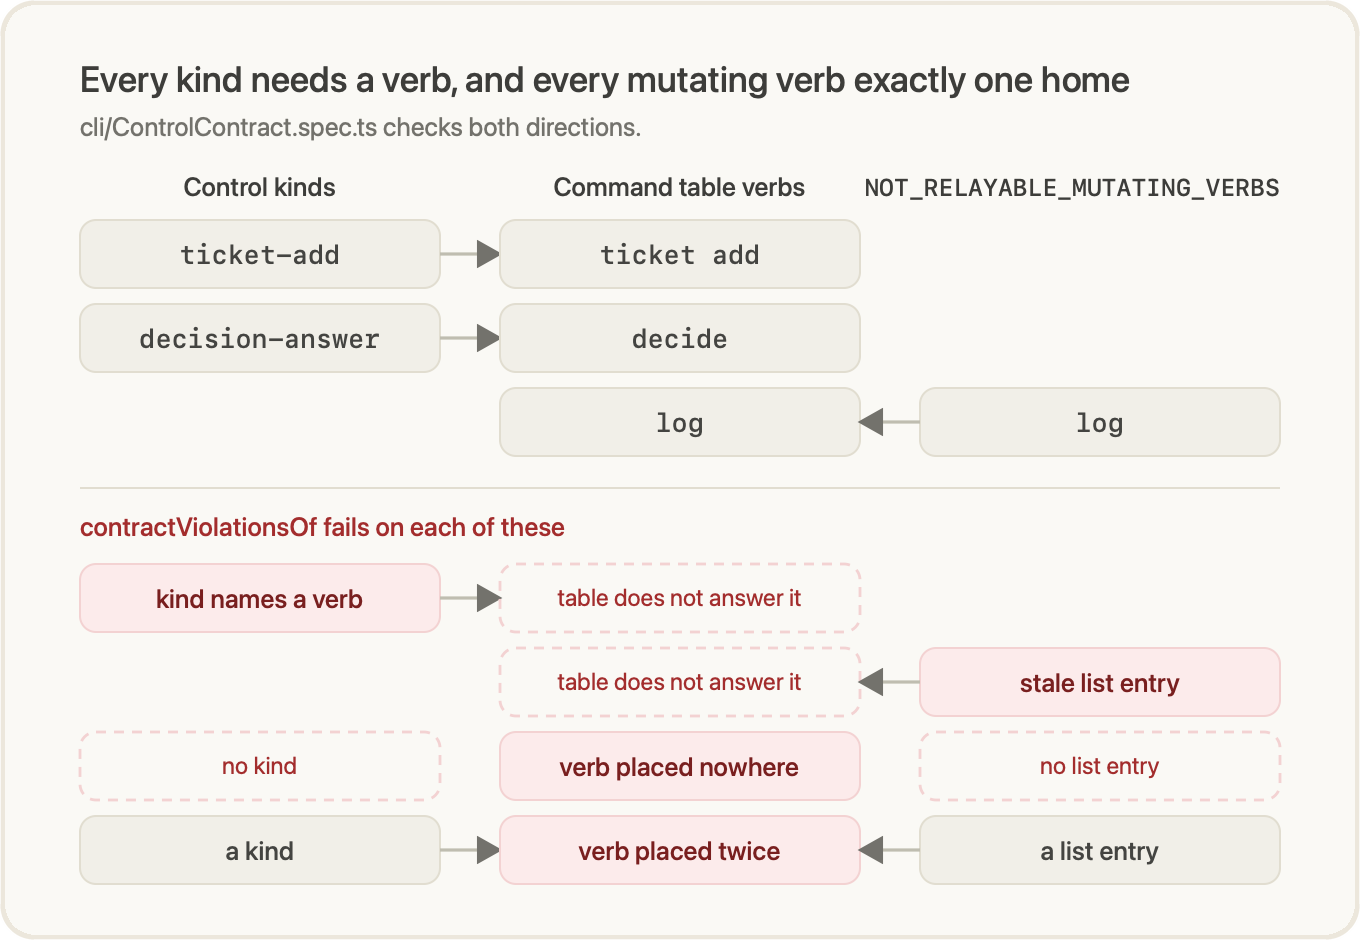 Every kind needs a verb, and every mutating verb exactly one home
cli/ControlContract.spec.ts checks both directions.
Control kinds
Command table verbs
NOT_RELAYABLE_MUTATING_VERBS
ticket-add
ticket add
decision-answer
decide
log
log
contractViolationsOf fails on each of these
kind names a verb
table does not answer it
table does not answer it
stale list entry
no kind
verb placed nowhere
no list entry
a kind
verb placed twice
a list entry